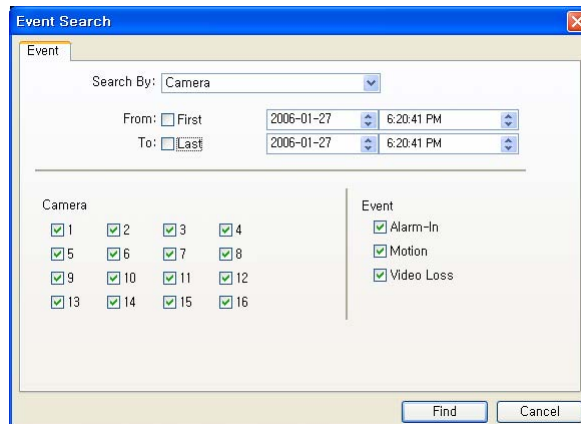 Event Search
Event
Search By: Camera
From: First 2006-01-27 6:20:41 PM
To: Last 2006-01-27 6:20:41 PM
Camera Event
1 2 3 4 Alarm-In
5 6 7 8 Motion
9 10 11 12 Video Loss
13 14 15 16
Find Cancel